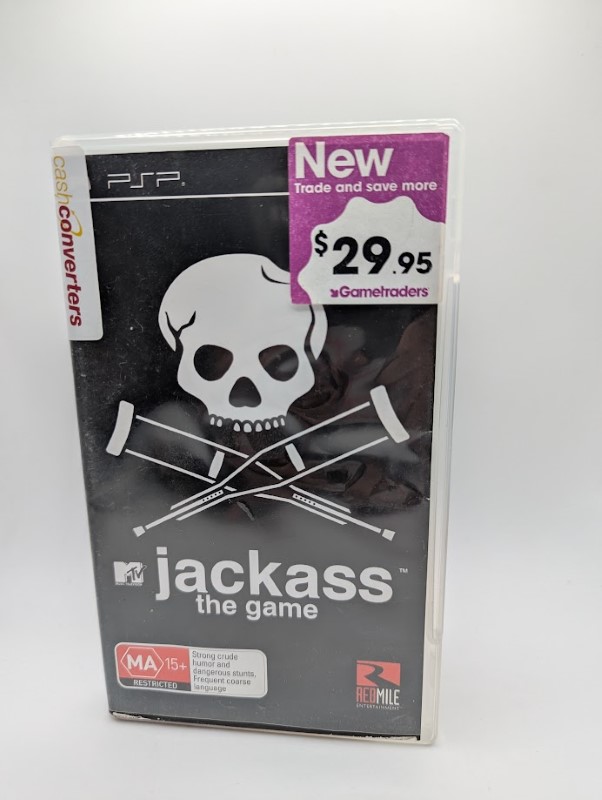 cashconverters
PSP
New
Trade and save more
$29.95
Gametraders
MTV
jackass™
the game
MA 15+
RESTRICTED
Strong crude
humor and
dangerous stunts,
Frequent coarse
language
REDMILE
ENTERTAINMENT